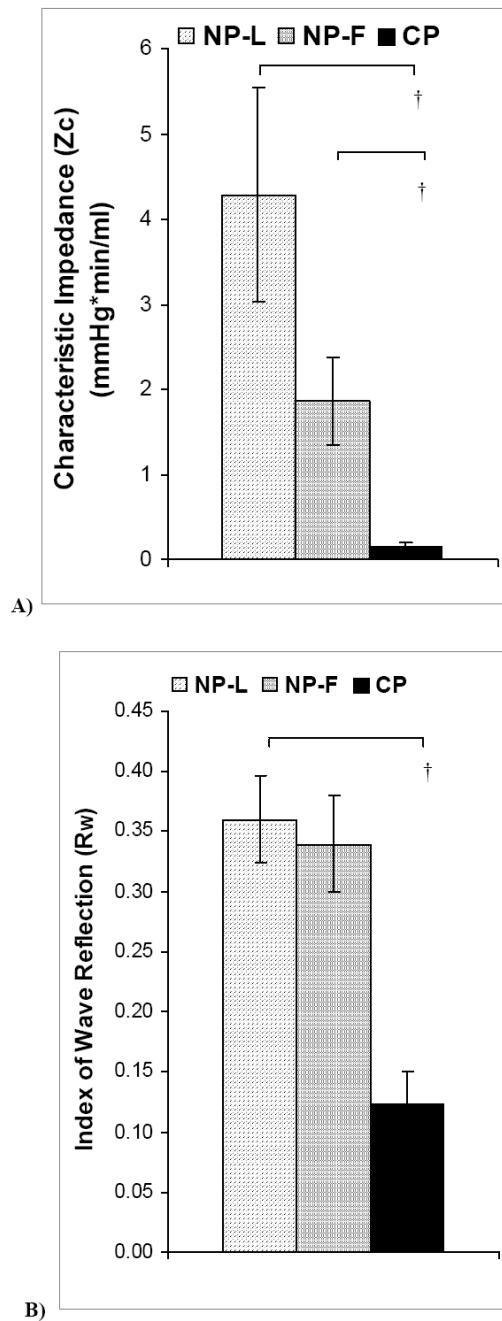 NP-L NP-F CP
6
5
4
3
2
1
0
Characteristic Impedance (Zc)
(mmHg*min/ml)
†
†
A)
NP-L NP-F CP
0.45
0.40
0.35
0.30
0.25
0.20
0.15
0.10
0.05
0.00
Index of Wave Reflection (Rw)
†
B)